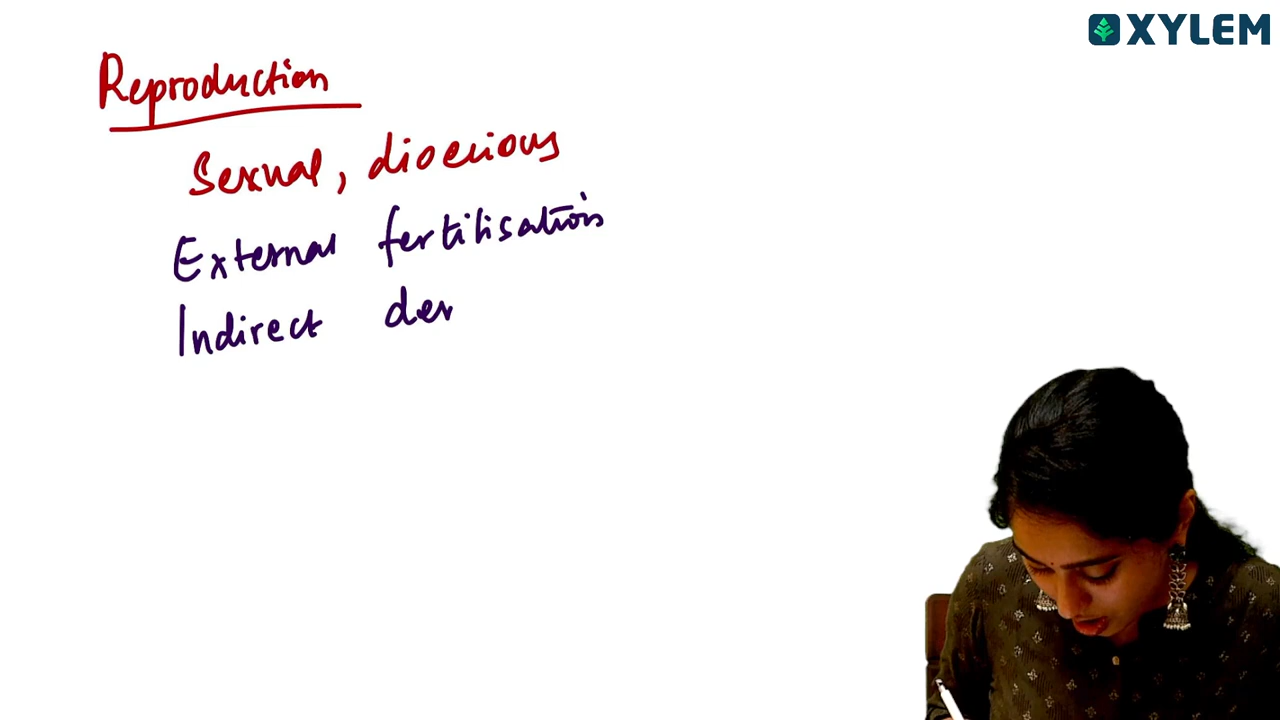 XYLEM
Reproduction
Sexual, dioecious
External fertilisation
Indirect dev